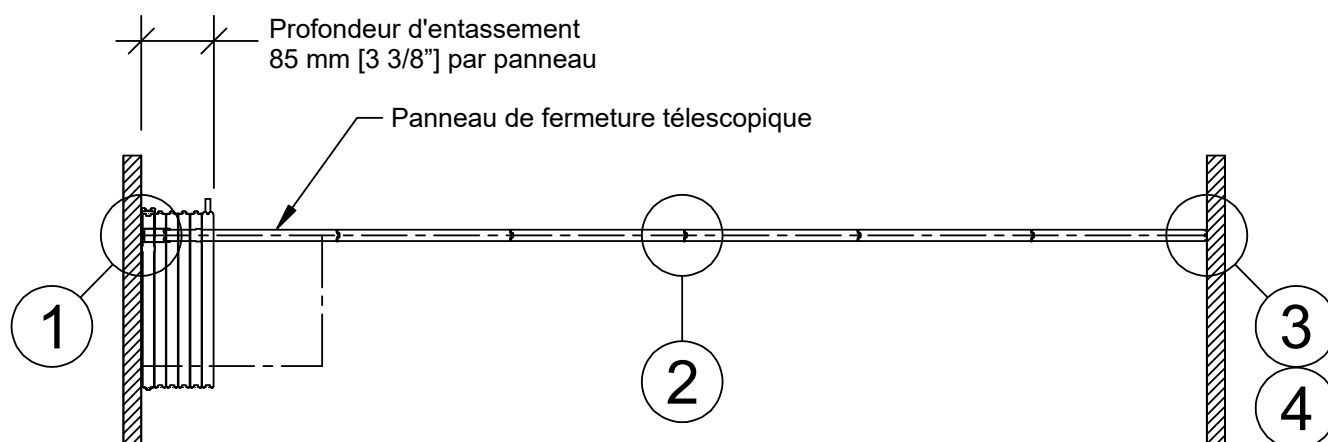 Profondeur d'entassement
85 mm [3 3/8”] par panneau
Panneau de fermeture télescopique
1
2
3
4